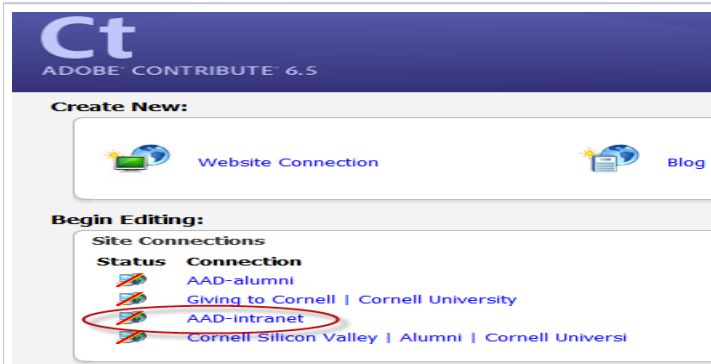 Ct
ADOBE® CONTRIBUTE® 6.5
Create New:
Website Connection
Blog
Begin Editing:
Site Connections
Status Connection
AAD-alumni
Giving to Cornell | Cornell University
AAD-intranet
Cornell Silicon Valley | Alumni | Cornell Universi